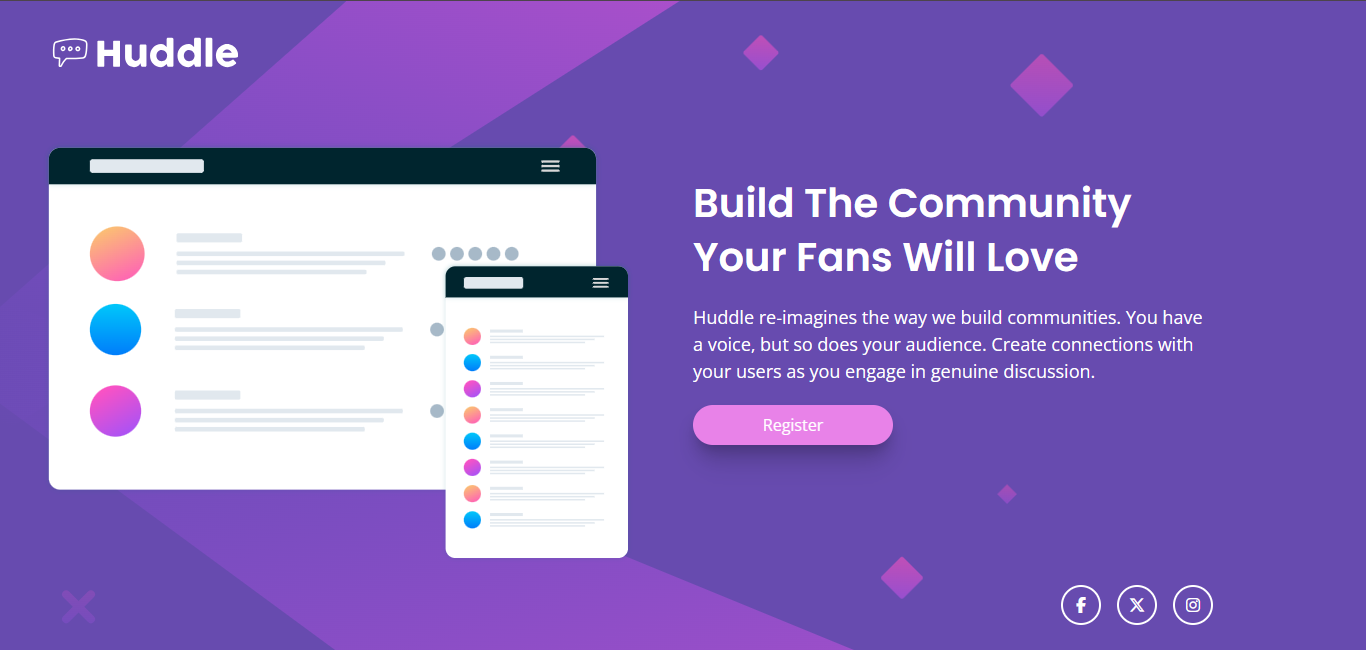 Huddle
Build The Community
Your Fans Will Love
Huddle re-imagines the way we build communities. You have
a voice, but so does your audience. Create connections with
your users as you engage in genuine discussion.
Register